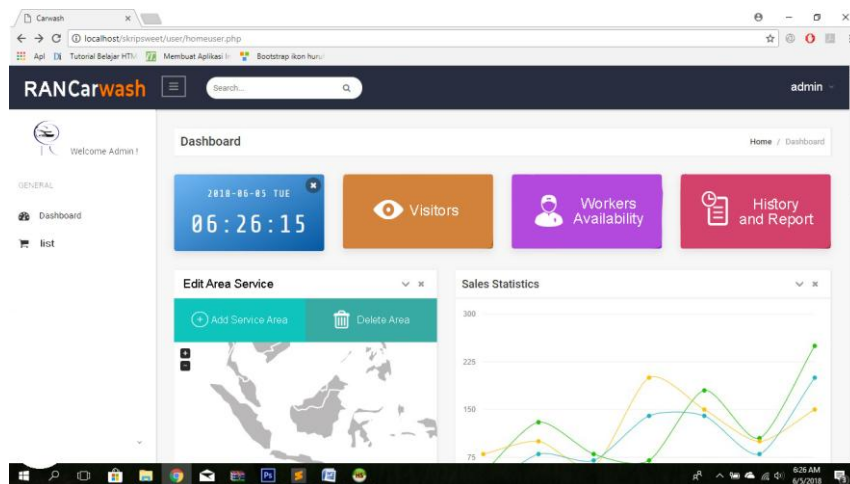 Carwash
localhost/skripsweet/user/homeuser.php
Apl
Tutorial Belajar HTM
Membuat Aplikasi
Bootstrap ikon huru
RANCarwash
Search...
admin
Welcome Admin !
Dashboard
Home / Dashboard
GENERAL
Dashboard
list
2018-06-05 TUE
06:26:15
Visitors
Workers
Availability
History
and Report
Edit Area Service
Add Service Area
Delete Area
+
-
Sales Statistics
300
225
150
75
Ps
6:26 AM
6/5/2018